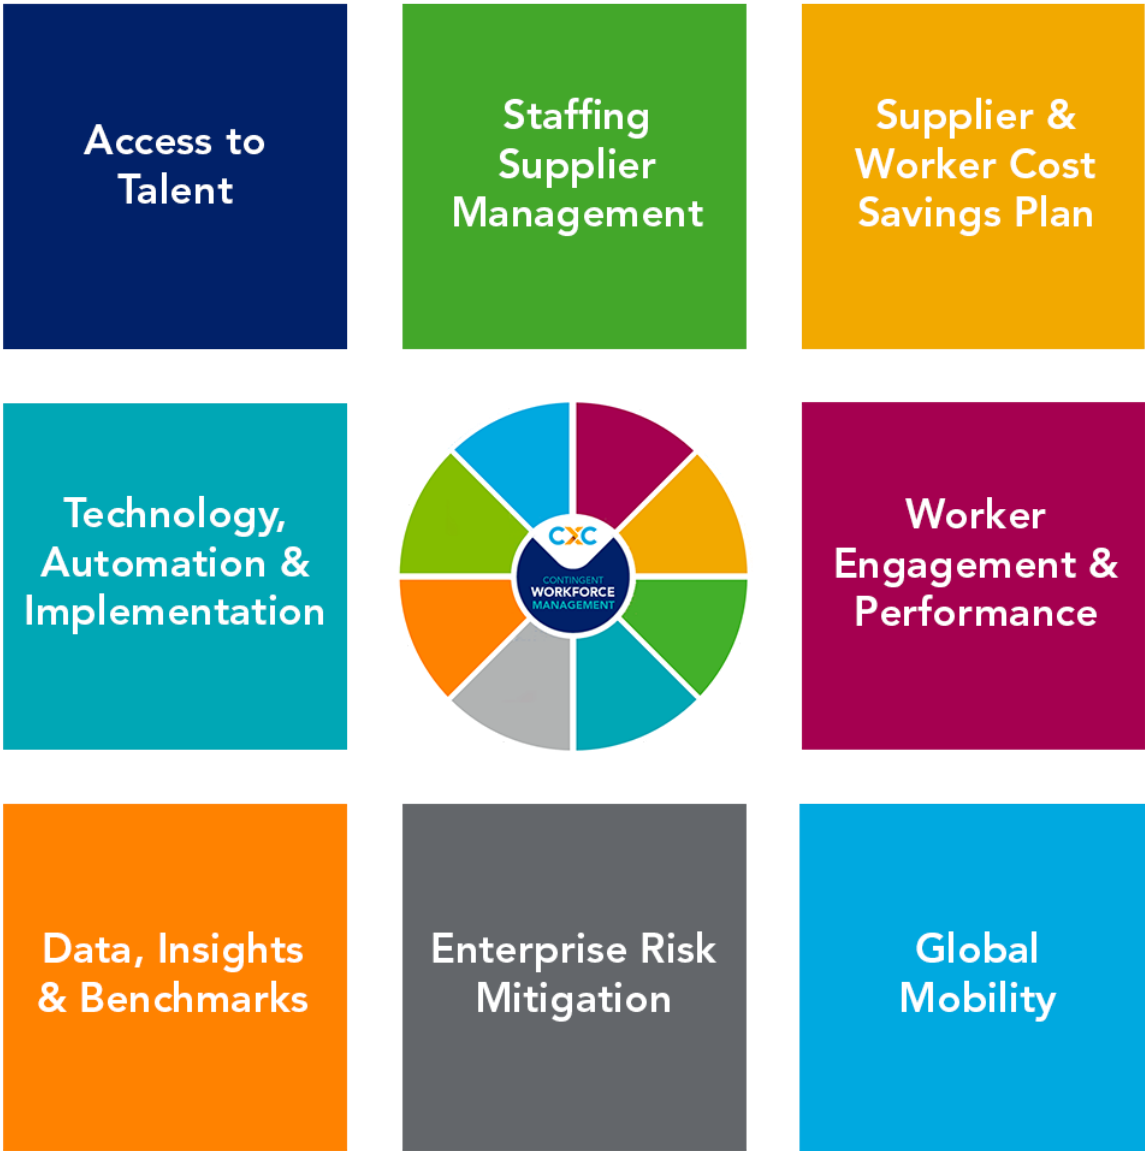 Access to
Talent
Staffing
Supplier
Management
Supplier &
Worker Cost
Savings Plan
Technology,
Automation &
Implementation
CXC
CONTINGENT
WORKFORCE
MANAGEMENT
Worker
Engagement &
Performance
Data, Insights
& Benchmarks
Enterprise Risk
Mitigation
Global
Mobility